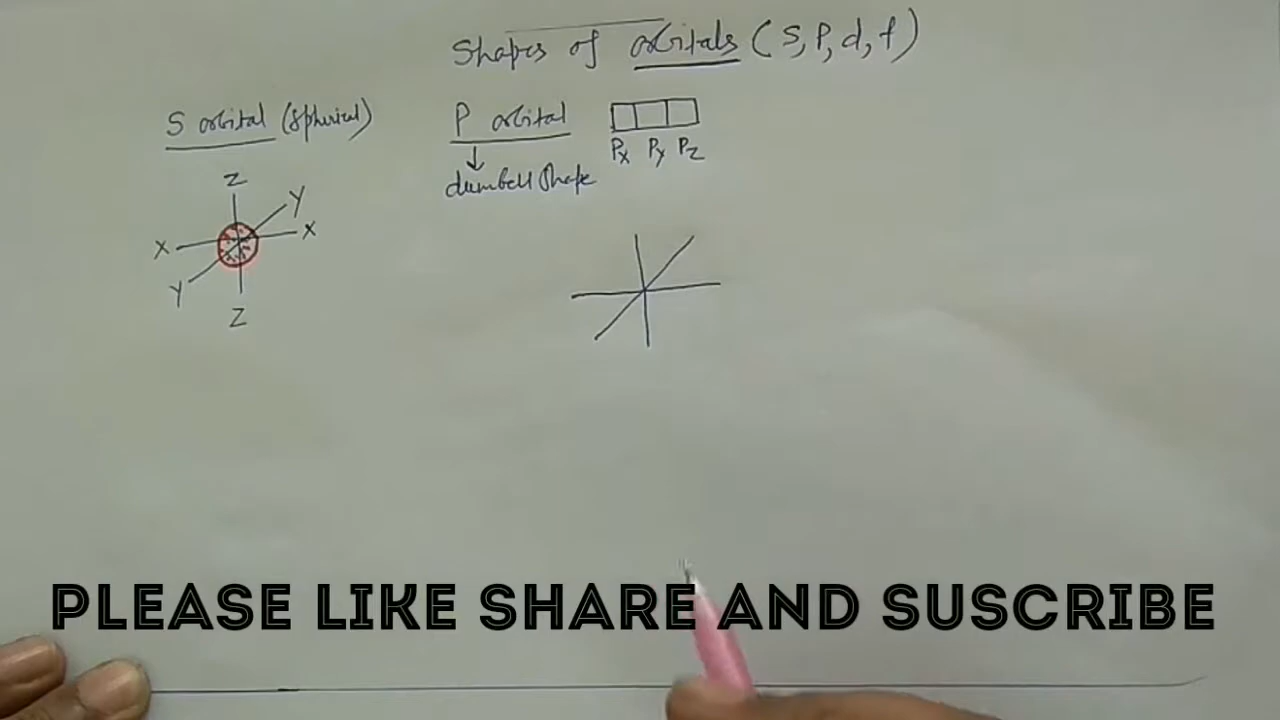 Shapes of orbitals (S, P, d, f)
S orbital (Spherical)
P orbital
Px Py Pz
dumbell Shape
Z
Y
X
X
Y
Z
PLEASE LIKE SHARE AND SUSCRIBE